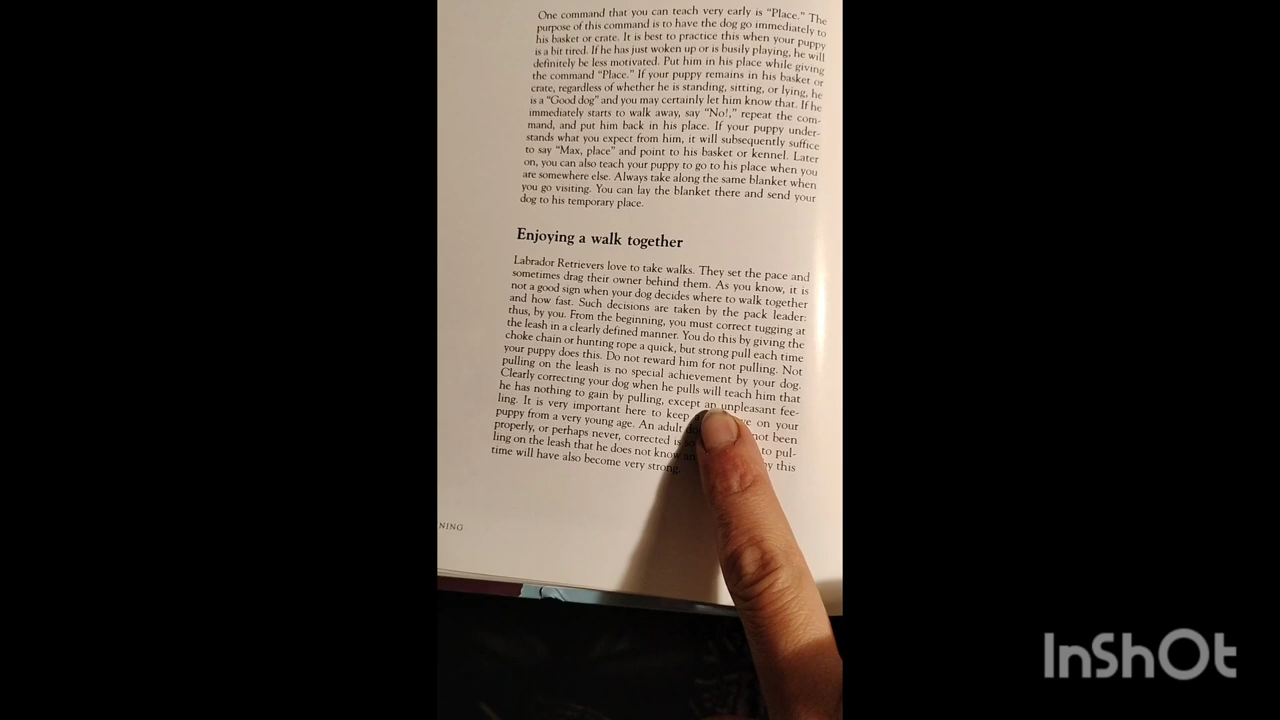 One command that you can teach very early is "Place." The
purpose of this command is to have the dog go immediately to
his basket or crate. It is best to practice this when your puppy
is a bit tired. If he has just woken up or is busily playing, he will
definitely be less motivated. Put him in his place while giving
the command "Place." If your puppy remains in his basket or
crate, regardless of whether he is standing, sitting, or lying, he
is a "Good dog" and you may certainly let him know that. If he
immediately starts to walk away, say "No!," repeat the com-
mand, and put him back in his place. If your puppy under-
stands what you expect from him, it will subsequently suffice
to say "Max, place" and point to his basket or kennel. Later
on, you can also teach your puppy to go to his place when you
are somewhere else. Always take along the same blanket when
you go visiting. You can lay the blanket there and send your
dog to his temporary place.
Enjoying a walk together
Labrador Retrievers love to take walks. They set the pace and
sometimes drag their owner behind them. As you know, it is
not a good sign when your dog decides where to walk together
and how fast. Such decisions are taken by the pack leader:
thus, by you. From the beginning, you must correct tugging at
the leash in a clearly defined manner. You do this by giving the
choke chain or hunting rope a quick, but strong pull each time
your puppy does this. Do not reward him for not pulling. Not
pulling on the leash is no special achievement by your dog.
Clearly correcting your dog when he pulls will teach him that
he has nothing to gain by pulling, except an unpleasant fee-
ling. It is very important here to keep on your
puppy from a very young age. An adult not been
properly, or perhaps never, corrected is to pul-
ling on the leash that he does not know by this
time will have also become very strong.
NING
InShOt